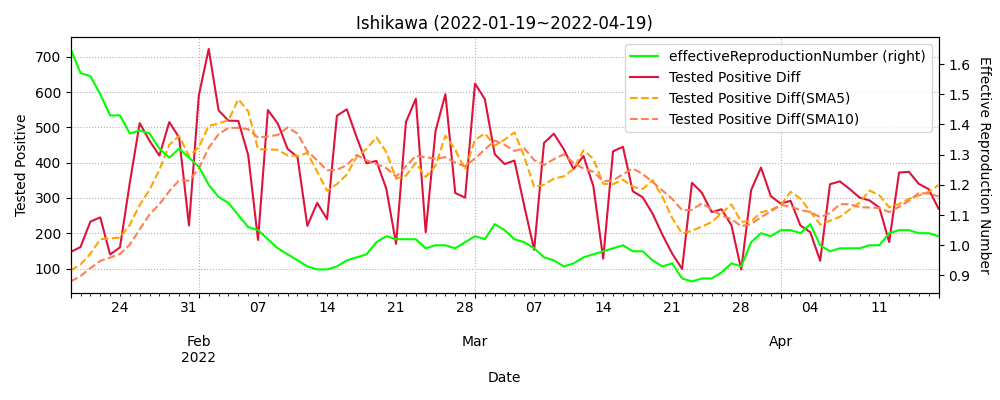 Ishikawa (2022-01-19~2022-04-19)
effectiveReproductionNumber (right)
Tested Positive Diff
Tested Positive Diff(SMA5)
Tested Positive Diff(SMA10)
Tested Positive
700
600
500
400
300
200
100
Effective Reproduction Number
1.6
1.5
1.4
1.3
1.2
1.1
1.0
0.9
24 31 07 14 21 28 07 14 21 28 04 11
Feb Mar Apr
2022
Date